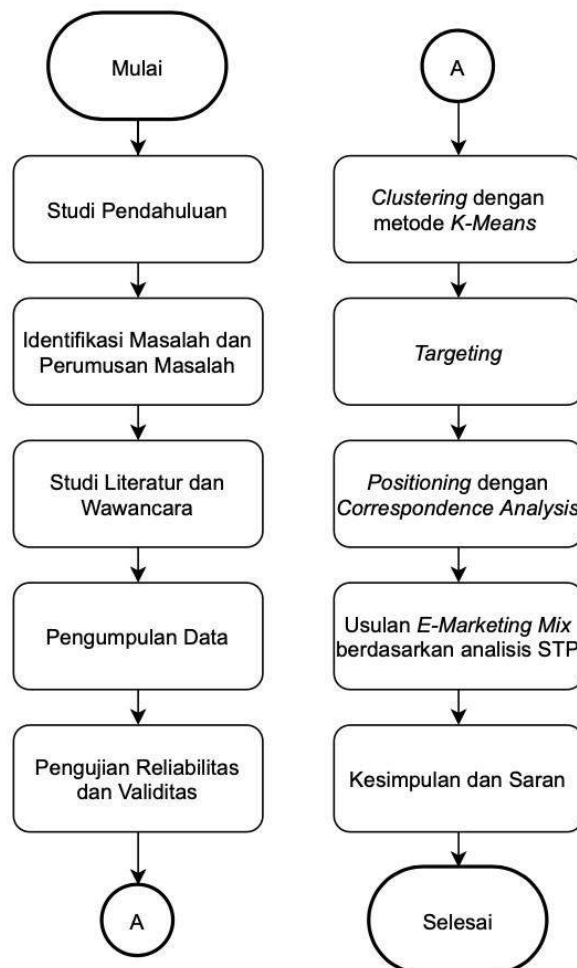 Mulai
Studi Pendahuluan
Identifikasi Masalah dan
Perumusan Masalah
Studi Literatur dan
Wawancara
Pengumpulan Data
Pengujian Reliabilitas
dan Validitas
A
A
Clustering dengan
metode K-Means
Targeting
Positioning dengan
Correspondence Analysis
Usulan E-Marketing Mix
berdasarkan analisis STP
Kesimpulan dan Saran
Selesai